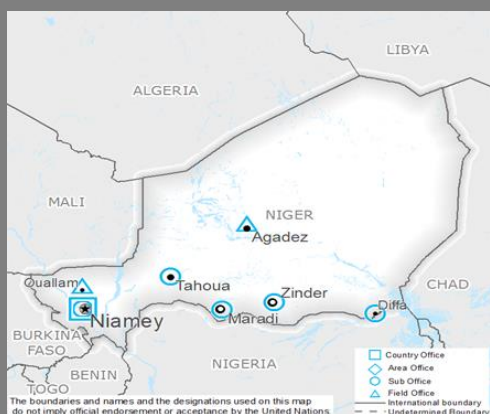 LIBYA
ALGERIA
MALI
NIGER
Agadez
CHAD
Ouallam
Tahoua
Zinder
Diffa
Niamey
Maradi
BURKINA
FASO
NIGERIA
BENIN
TOGO
Country Office
Area Office
Sub Office
Field Office
International boundary
Undetermined Boundary
The boundaries and names and the designations used on this map
do not imply official endorsement or acceptance by the United Nations.